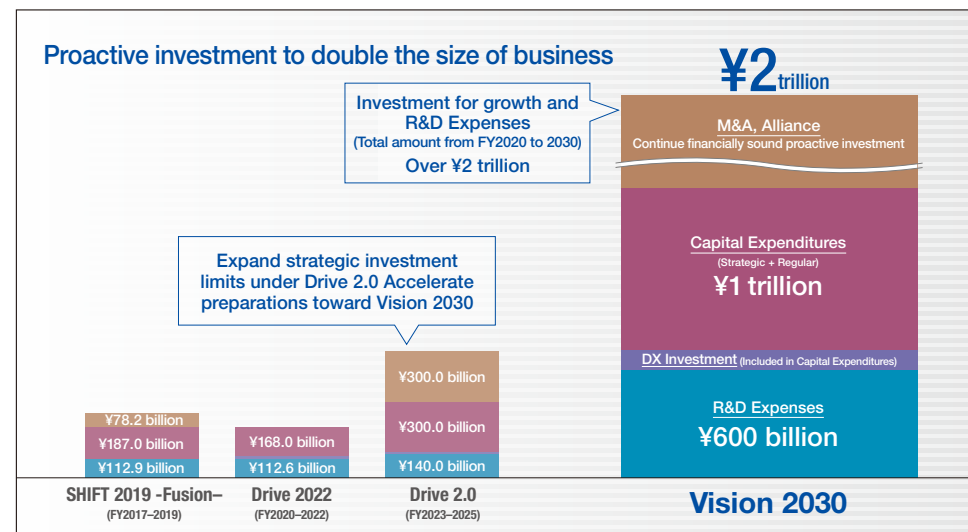 Proactive investment to double the size of business
¥2 trillion
Investment for growth and
R&D Expenses
(Total amount from FY2020 to 2030)
Over ¥2 trillion
M&A, Alliance
Continue financially sound proactive investment
Capital Expenditures
(Strategic + Regular)
¥1 trillion
DX Investment (Included in Capital Expenditures)
R&D Expenses
¥600 billion
Expand strategic investment
limits under Drive 2.0 Accelerate
preparations toward Vision 2030
¥78.2 billion
¥187.0 billion
¥112.9 billion
¥168.0 billion
¥112.6 billion
¥300.0 billion
¥300.0 billion
¥140.0 billion
SHIFT 2019 -Fusion–
(FY2017–2019)
Drive 2022
(FY2020–2022)
Drive 2.0
(FY2023–2025)
Vision 2030